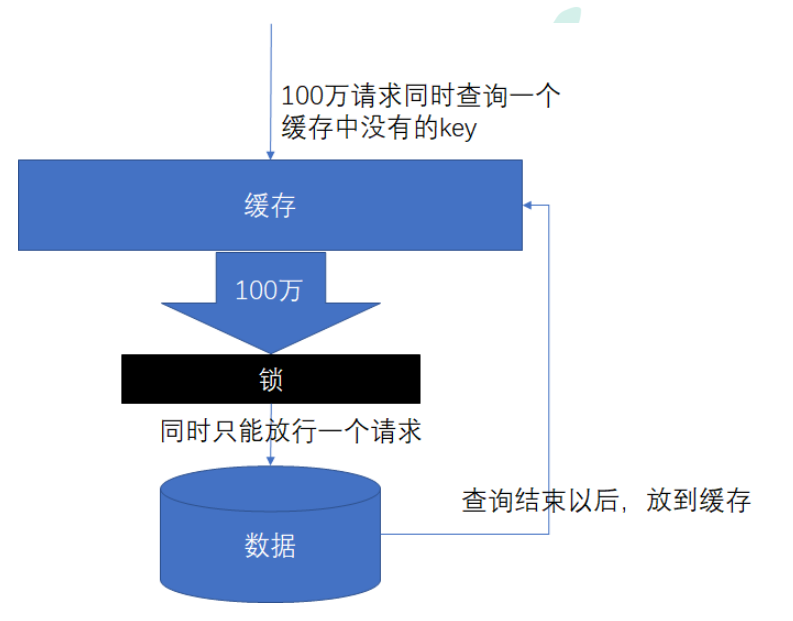 100万请求同时查询一个
缓存中没有的key
缓存
100万
锁
同时只能放行一个请求
查询结束以后，放到缓存
数据